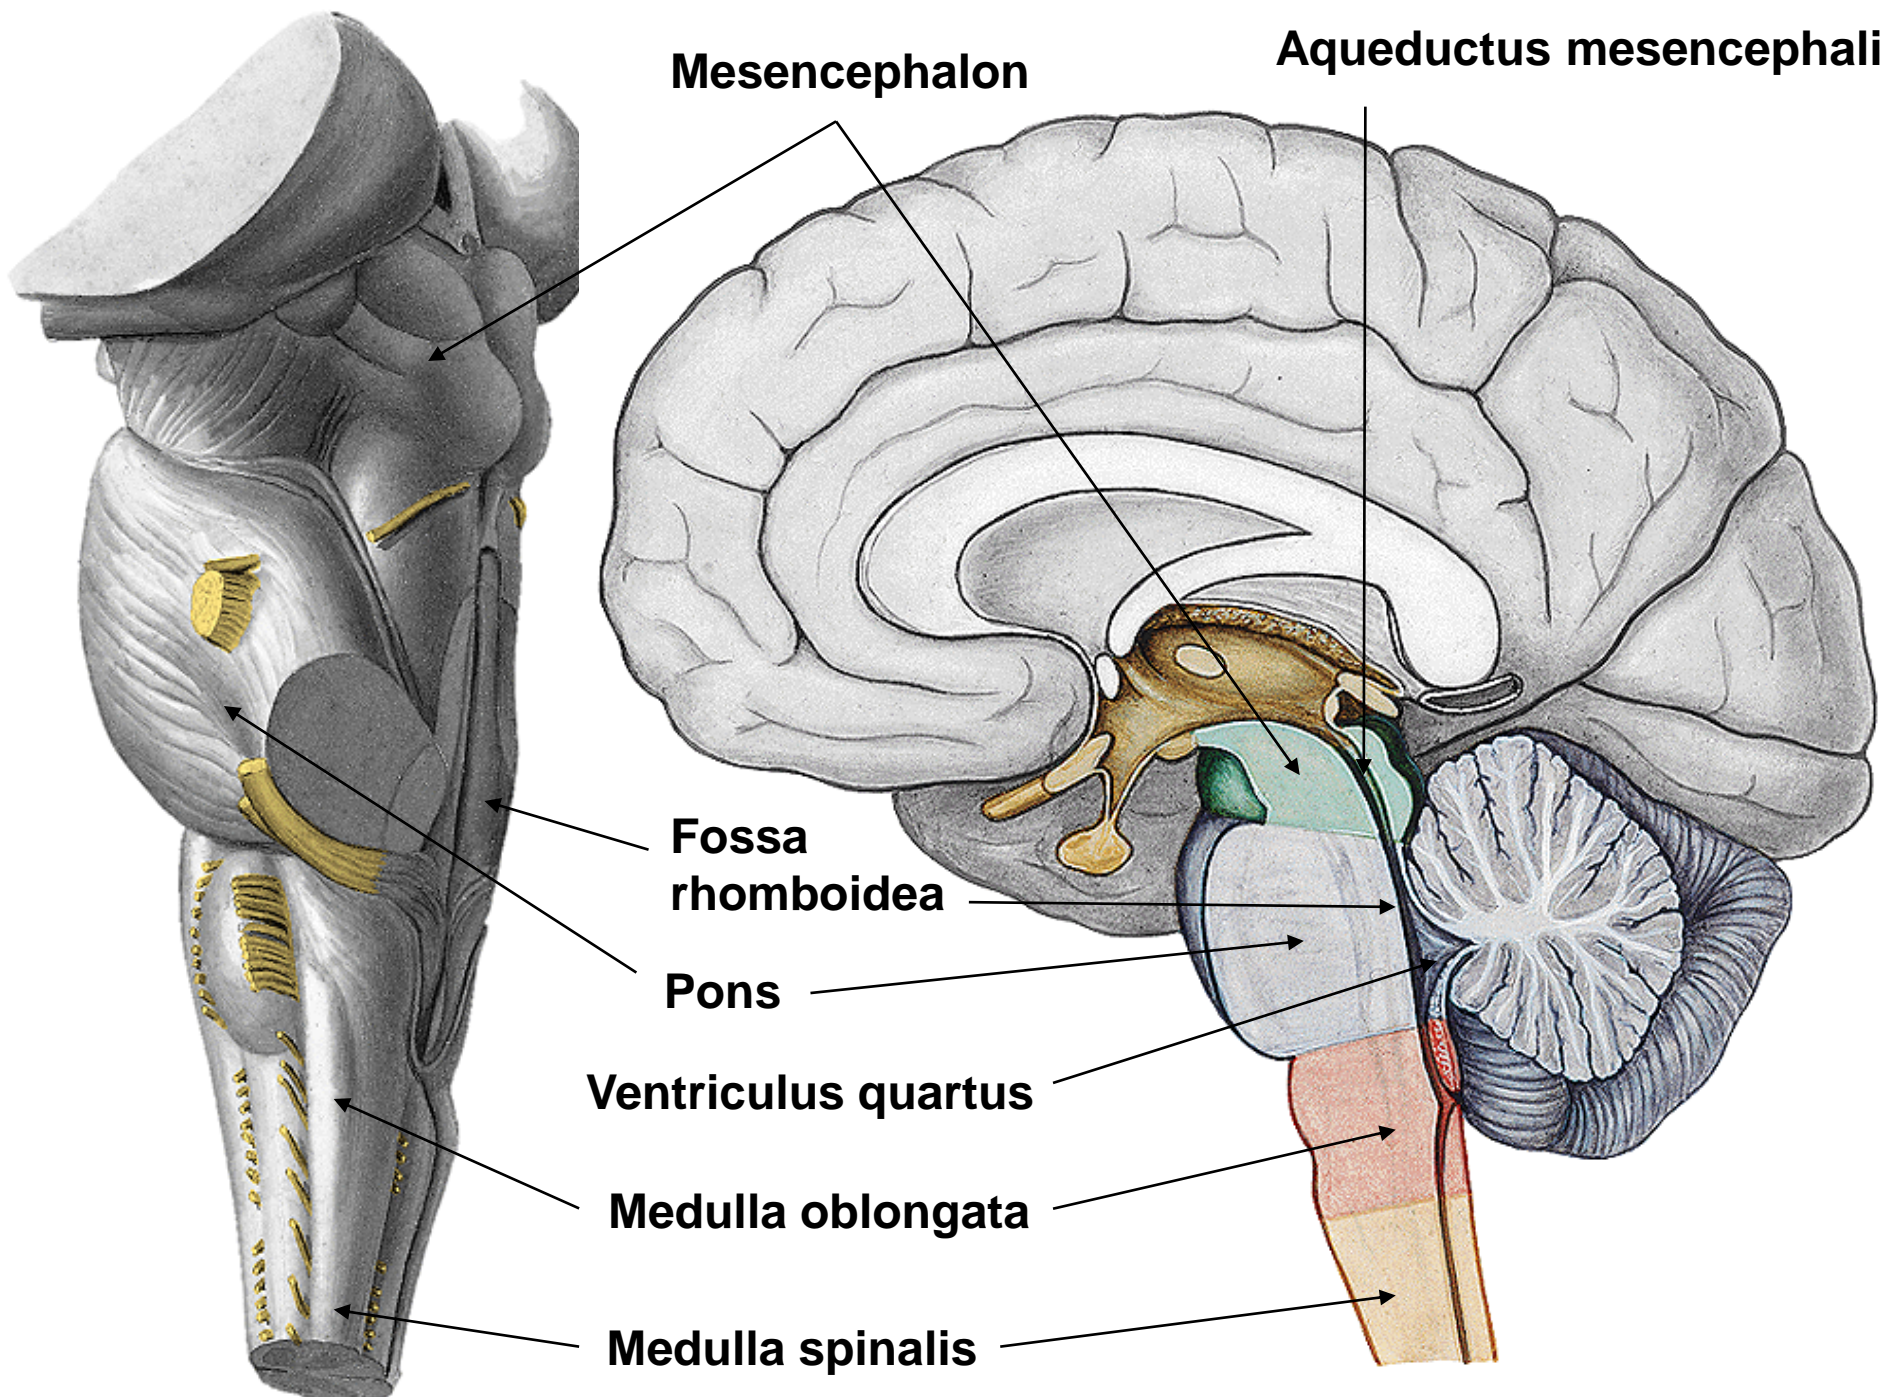 Mesencephalon
Aqueductus mesencephali
Fossa
rhomboidea
Pons
Ventriculus quartus
Medulla oblongata
Medulla spinalis